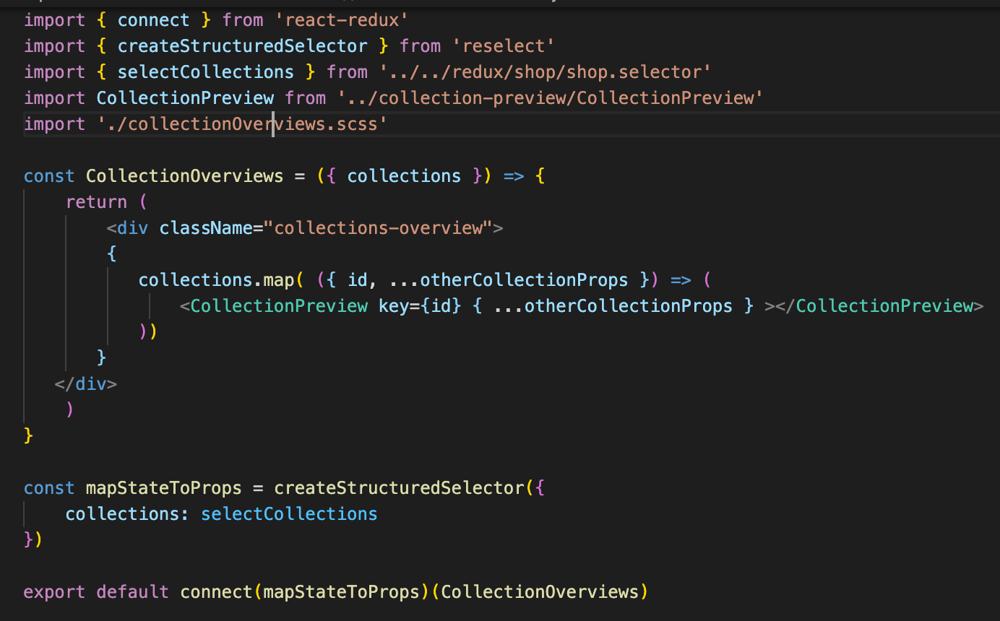 import { connect } from 'react-redux'
import { createStructuredSelector } from 'reselect'
import { selectCollections } from '../../redux/shop/shop.selector'
import CollectionPreview from '../collection-preview/CollectionPreview'
import './collectionOverviews.scss'

const CollectionOverviews = ({ collections }) => {
    return (
        <div className="collections-overview">
        {
           collections.map( ({ id, ...otherCollectionProps }) => (
               <CollectionPreview key={id} { ...otherCollectionProps } ></CollectionPreview>
           ))
       }
   </div>
    )
}

const mapStateToProps = createStructuredSelector({
    collections: selectCollections
})

export default connect(mapStateToProps)(CollectionOverviews)